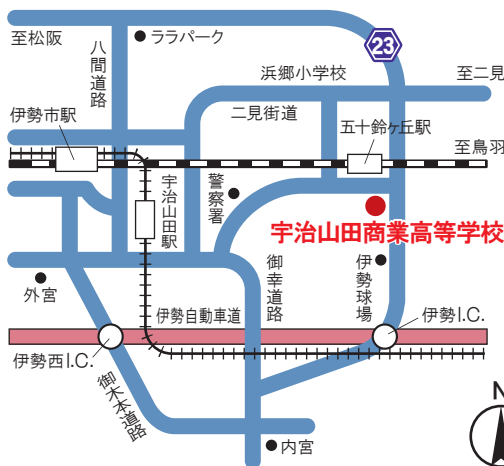 至松阪
八間道路
ララパーク
23
浜郷小学校
至二見
伊勢市駅
二見街道
五十鈴ヶ丘駅
至鳥羽
宇治山田駅
警察署
宇治山田商業高等学校
外宮
御幸道路
伊勢球場
伊勢自動車道
伊勢I.C.
伊勢西I.C.
御木本道路
内宮
N